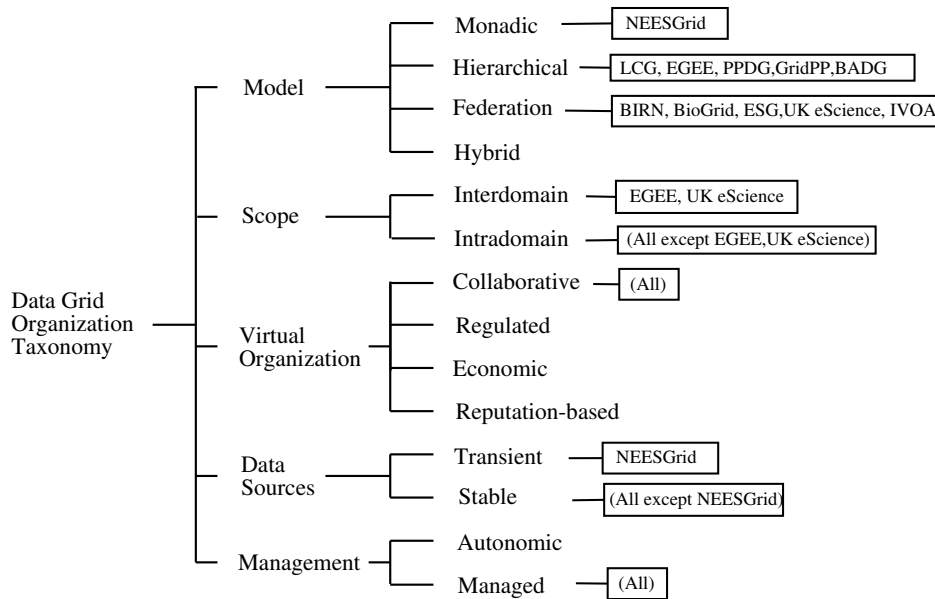 Monadic
NEESGrid
Hierarchical
LCG, EGEE, PPDG,GridPP,BADG
Model
Federation
BIRN, BioGrid, ESG,UK eScience, IVOA
Hybrid
Interdomain
EGEE, UK eScience
Scope
Intradomain
(All except EGEE,UK eScience)
Collaborative
(All)
Data Grid
Organization
Taxonomy
Virtual
Organization
Regulated
Economic
Reputation-based
Transient
NEESGrid
Data
Sources
Stable
(All except NEESGrid)
Autonomic
Management
Managed
(All)